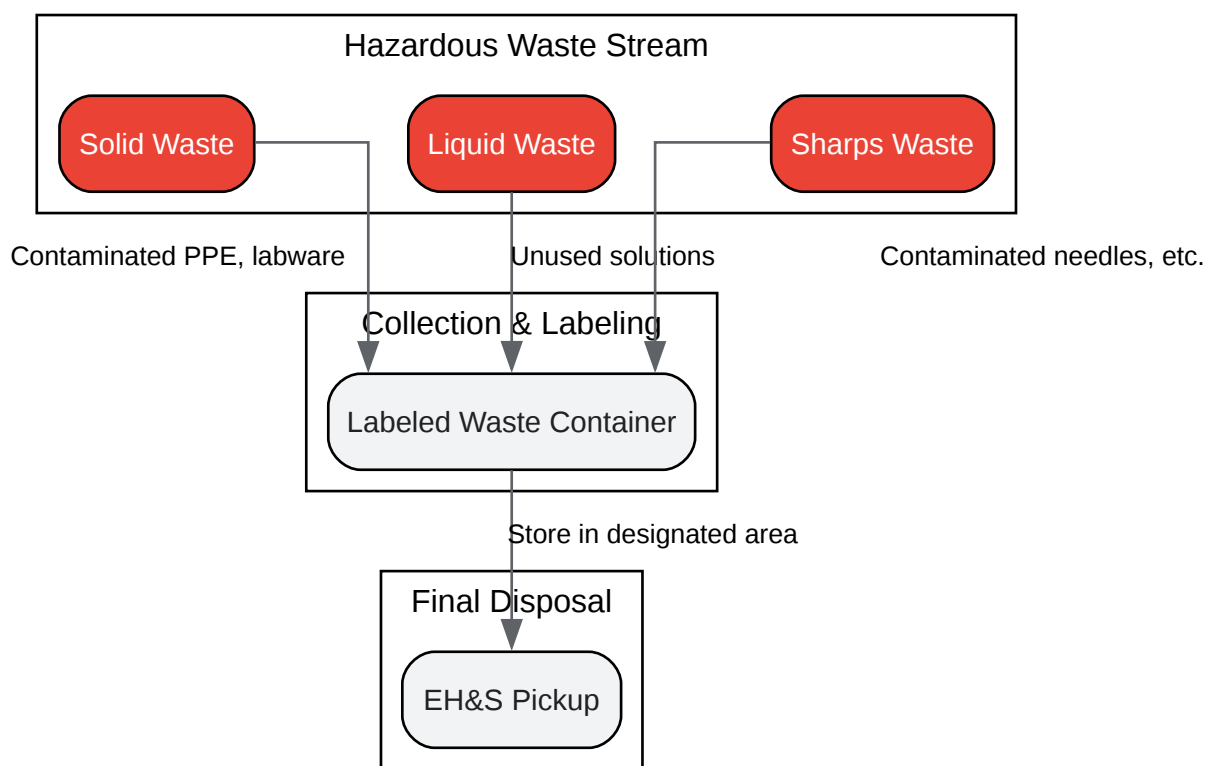 Hazardous Waste Stream
Solid Waste
Liquid Waste
Sharps Waste
Contaminated PPE, labware
Unused solutions
Contaminated needles, etc.
Collection & Labeling
Labeled Waste Container
Store in designated area
Final Disposal
EH&S Pickup